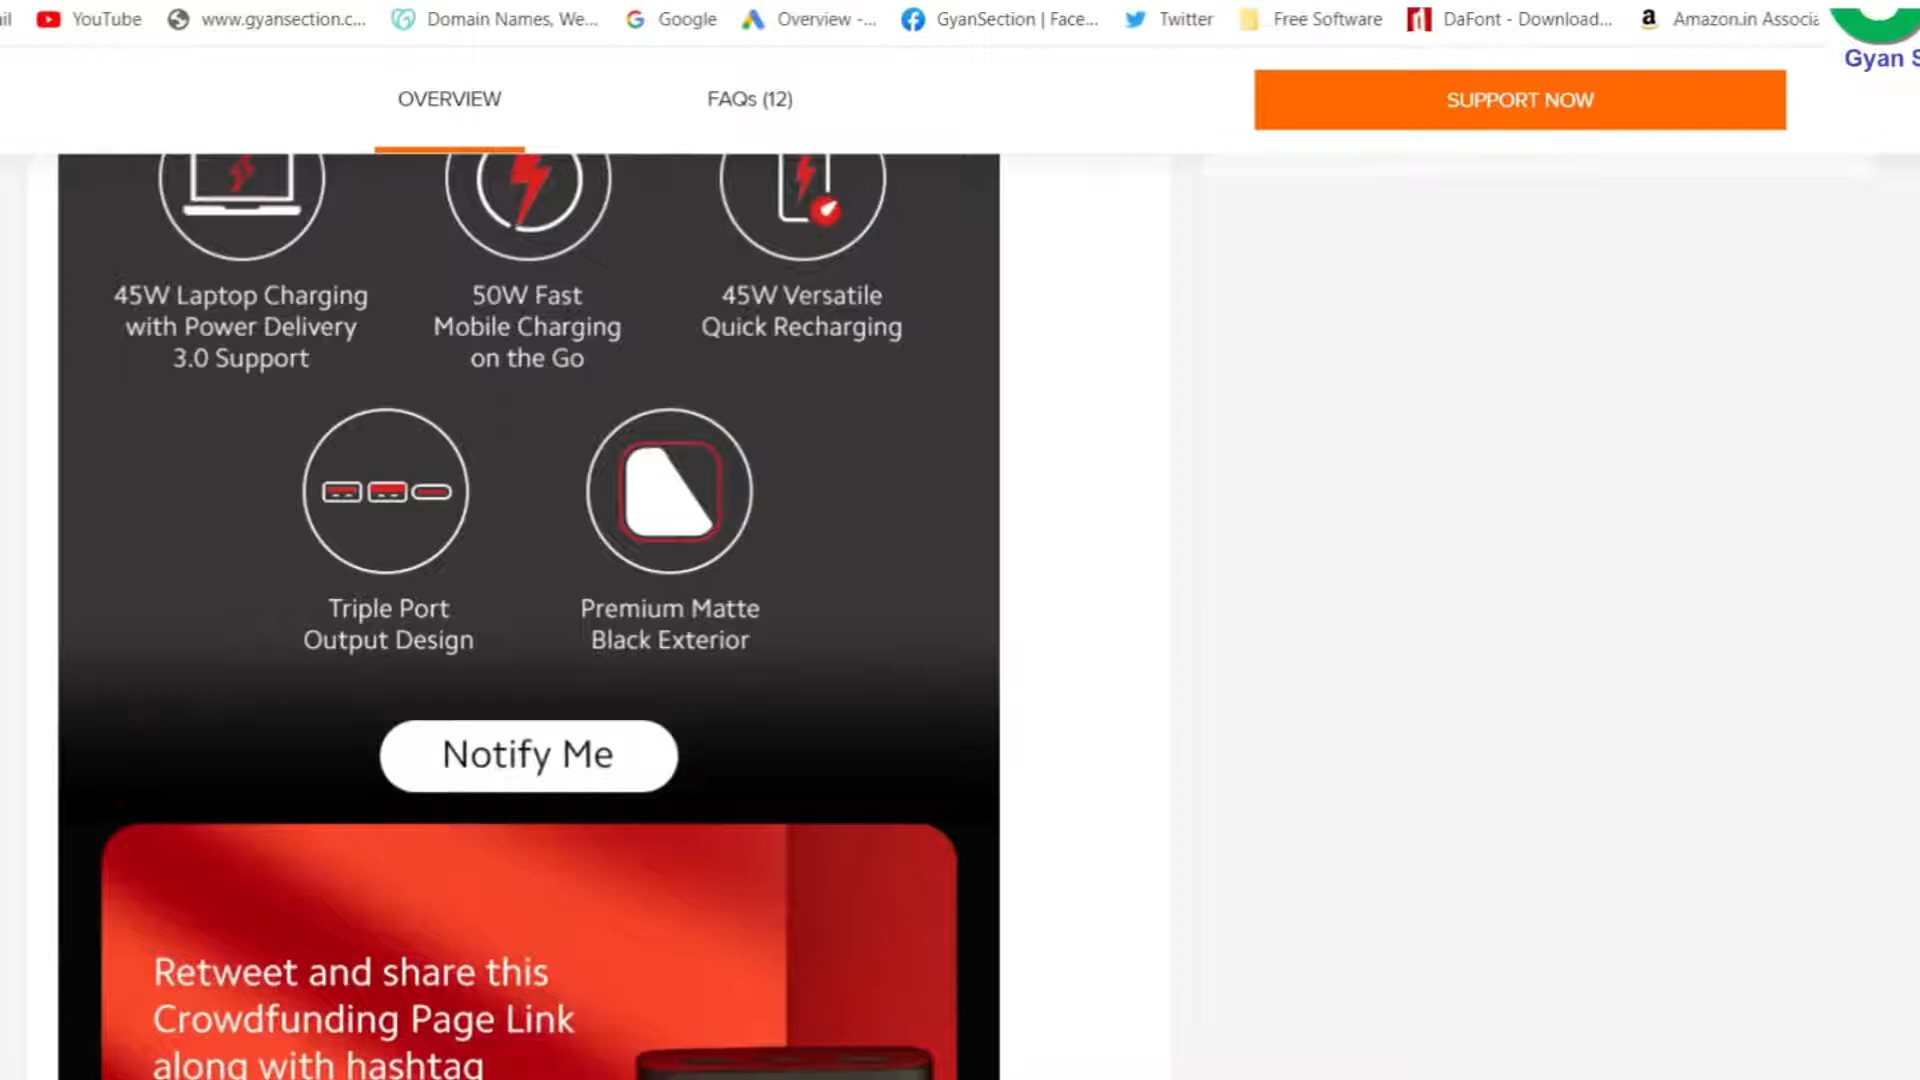 YouTube www.gyansection.c... Domain Names, We... Google Overview -... GyanSection | Face... Twitter Free Software DaFont - Download... Amazon.in Associa
Gyan S
OVERVIEW FAQs (12) SUPPORT NOW
45W Laptop Charging
with Power Delivery
3.0 Support
50W Fast
Mobile Charging
on the Go
45W Versatile
Quick Recharging
Triple Port
Output Design
Premium Matte
Black Exterior
Notify Me
Retweet and share this
Crowdfunding Page Link
along with hashtag